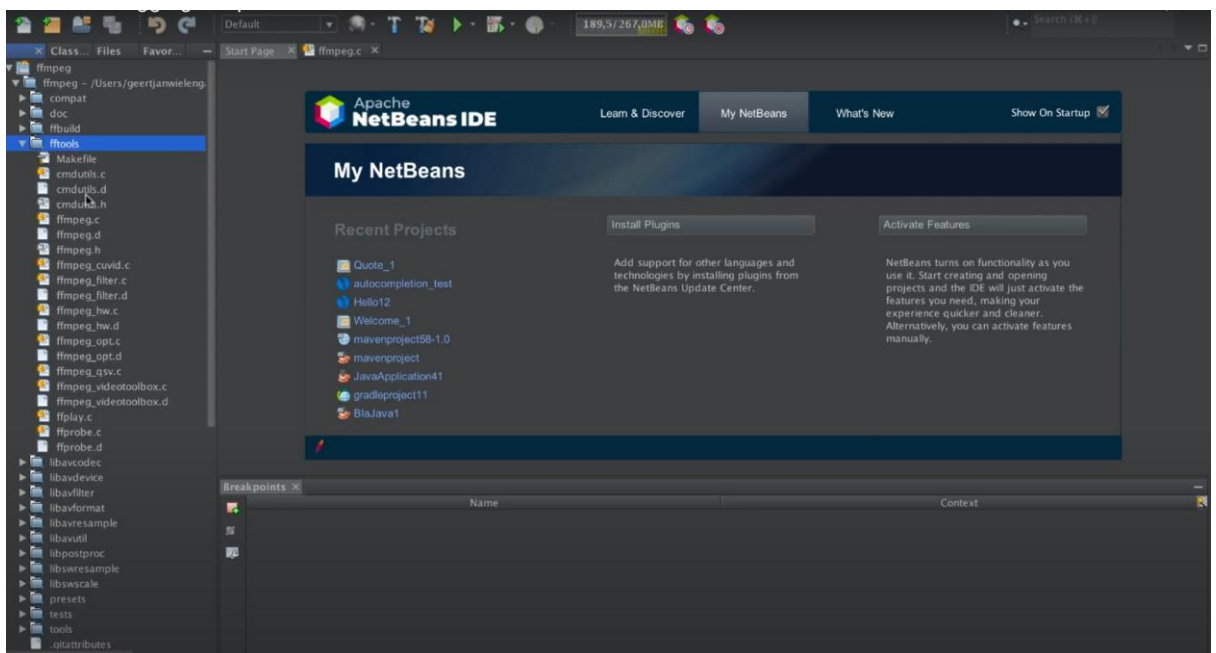 Default
189,5/267,0MB
Search (⌘+I)
Class... Files Favor...
Start Page
ffmpeg.c
ffmpeg
ffmpeg - /Users/geertjanwieleng
compat
doc
ffbuild
fftools
Makefile
cmdutils.c
cmdutils.d
ffmpeg.c
ffmpeg.d
ffmpeg.h
ffmpeg_cuvid.c
ffmpeg_filter.c
ffmpeg_filter.d
ffmpeg_hw.c
ffmpeg_hw.d
ffmpeg_opt.c
ffmpeg_opt.d
ffmpeg_qsv.c
ffmpeg_videotoolbox.c
ffmpeg_videotoolbox.d
ffplay.c
ffprobe.c
ffprobe.d
libavcodec
libavdevice
libavfilter
libavformat
libavresample
libavutil
libpostproc
libswresample
libswscale
presets
tests
tools
.gitattributes
Apache
NetBeans IDE
Learn & Discover
My NetBeans
What's New
Show On Startup
My NetBeans
Recent Projects
Quote_1
autocompletion_test
Hello12
Welcome_1
mavenproject58-1.0
mavenproject
JavaApplication41
gradleproject11
BlaJava1
Install Plugins
Add support for other languages and
technologies by installing plugins from
the NetBeans Update Center.
Activate Features
NetBeans turns on functionality as you
use it. Start creating and opening
projects and the IDE will just activate the
features you need, making your
experience quicker and cleaner.
Alternatively, you can activate features
manually.
Breakpoints
Name
Context